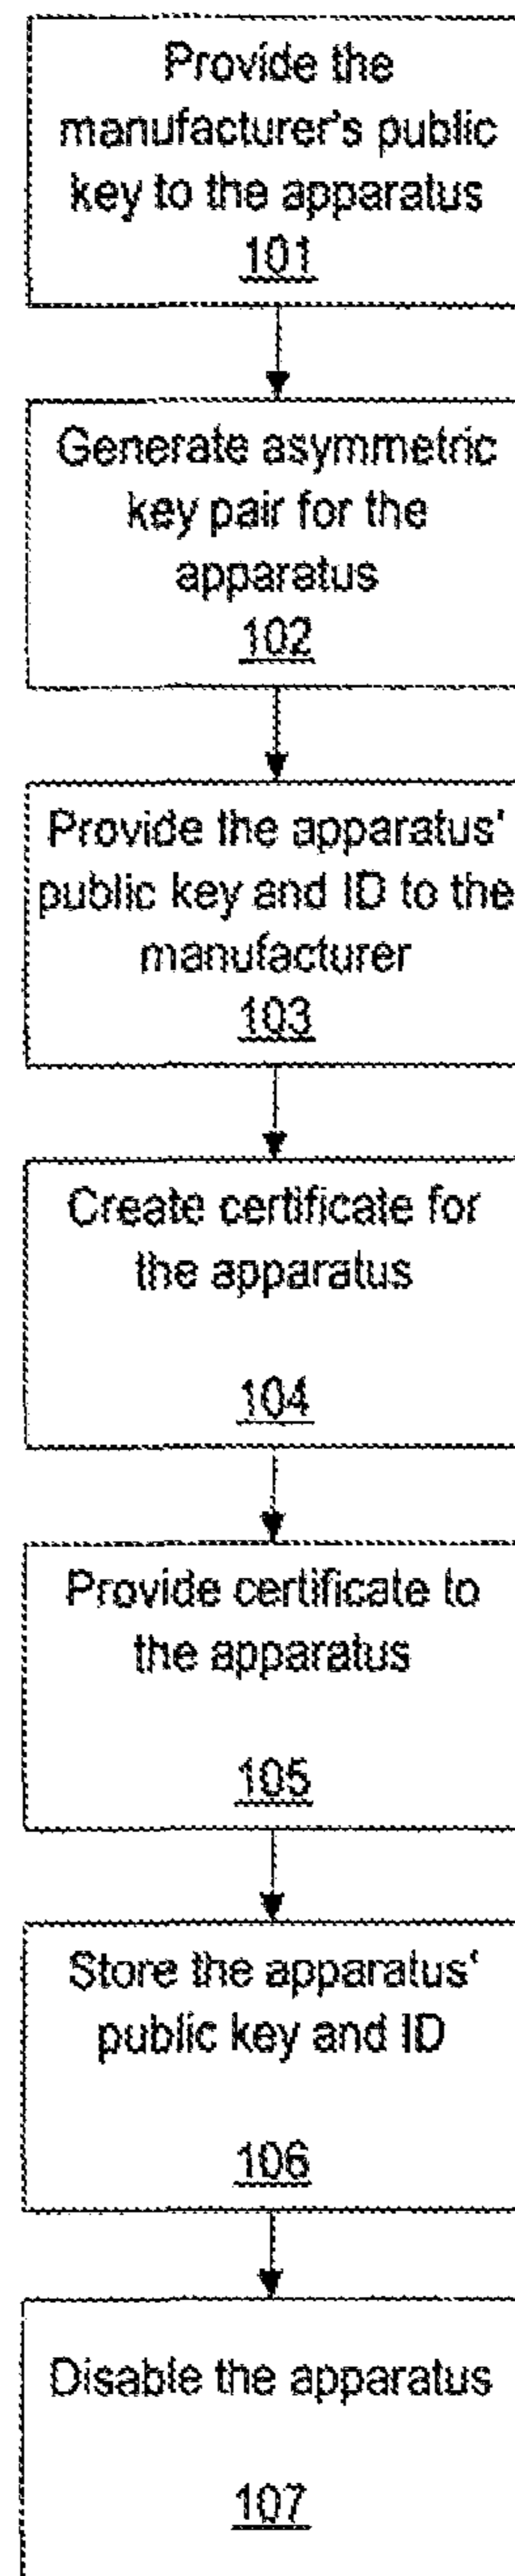 Provide the
manufacturer's public
key to the apparatus
101
Generate asymmetric
key pair for the
apparatus
102
Provide the apparatus'
public key and ID to the
manufacturer
103
Create certificate for
the apparatus
104
Provide certificate to
the apparatus
105
Store the apparatus'
public key and ID
106
Disable the apparatus
107